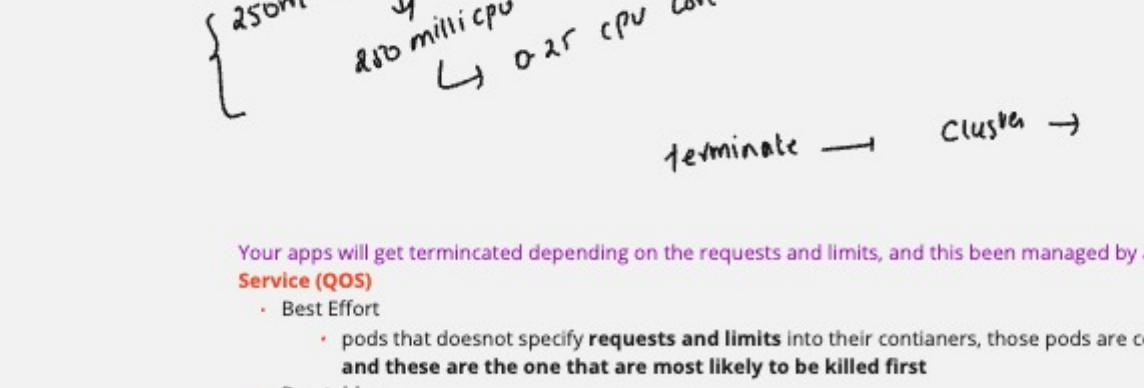 { 250m
250 millicpu
↳ 0.25 cpu
terminate — Cluster →
Your apps will get termincated depending on the requests and limits, and this been managed by
Service (QOS)
· Best Effort
· pods that doesnot specify requests and limits into their contianers, those pods are
and these are the one that are most likely to be killed first